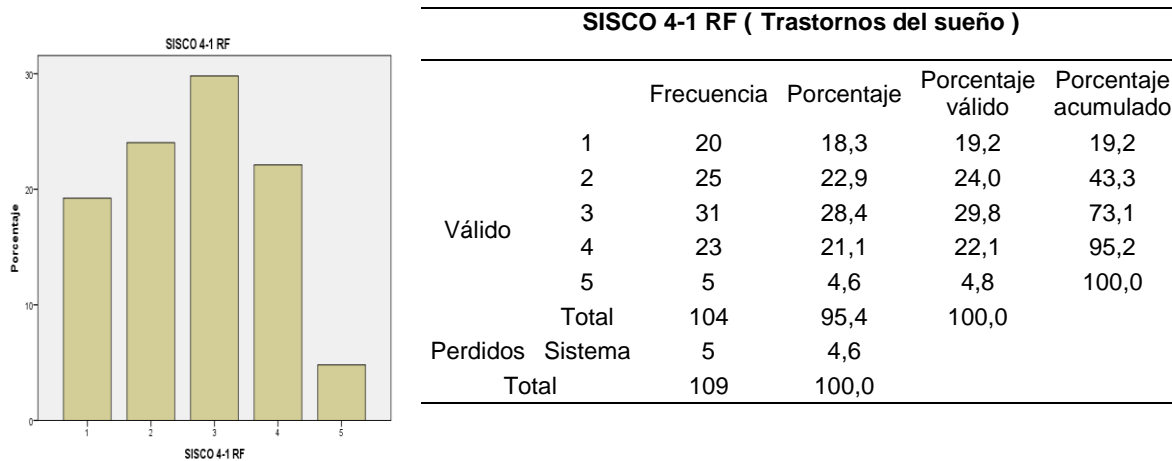 SISCO 4-1 RF
30
20
10
0
Porcentaje
1 2 3 4 5
SISCO 4-1 RF
SISCO 4-1 RF ( Trastornos del sueño )
Frecuencia Porcentaje Porcentaje válido Porcentaje acumulado
Válido
1 20 18,3 19,2 19,2
2 25 22,9 24,0 43,3
3 31 28,4 29,8 73,1
4 23 21,1 22,1 95,2
5 5 4,6 4,8 100,0
Total 104 95,4 100,0
Perdidos Sistema 5 4,6
Total 109 100,0